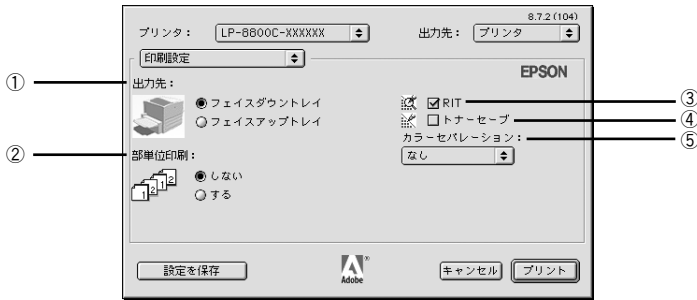 8.7.2 (104)
プリンタ： LP-8800C-XXXXXX 出力先： プリンタ
印刷設定
EPSON
① 出力先：
フェイスダウントレイ
フェイスアップトレイ
RIT ③
トナーセーブ ④
カラーセパレーション： ⑤
なし
② 部単位印刷：
しない
する
1 2 1 2
設定を保存
Adobe
キャンセル プリント